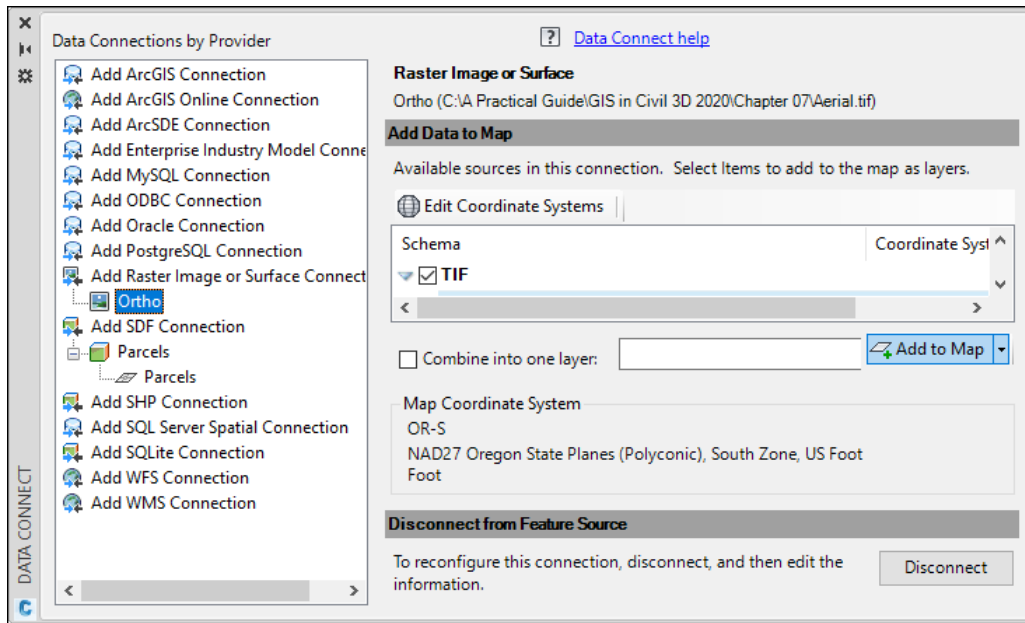 Data Connections by Provider
Add ArcGIS Connection
Add ArcGIS Online Connection
Add ArcSDE Connection
Add Enterprise Industry Model Conne
Add MySQL Connection
Add ODBC Connection
Add Oracle Connection
Add PostgreSQL Connection
Add Raster Image or Surface Connect
Ortho
Add SDF Connection
Parcels
Parcels
Add SHP Connection
Add SQL Server Spatial Connection
Add SQLite Connection
Add WFS Connection
Add WMS Connection
DATA CONNECT
C
? Data Connect help
Raster Image or Surface
Ortho (C:\A Practical Guide\GIS in Civil 3D 2020\Chapter 07\Aerial.tif)
Add Data to Map
Available sources in this connection. Select Items to add to the map as layers.
Edit Coordinate Systems
Schema Coordinate Syst
TIF
Combine into one layer: Add to Map
Map Coordinate System
OR-S
NAD27 Oregon State Planes (Polyconic), South Zone, US Foot
Foot
Disconnect from Feature Source
To reconfigure this connection, disconnect, and then edit the
information.
Disconnect